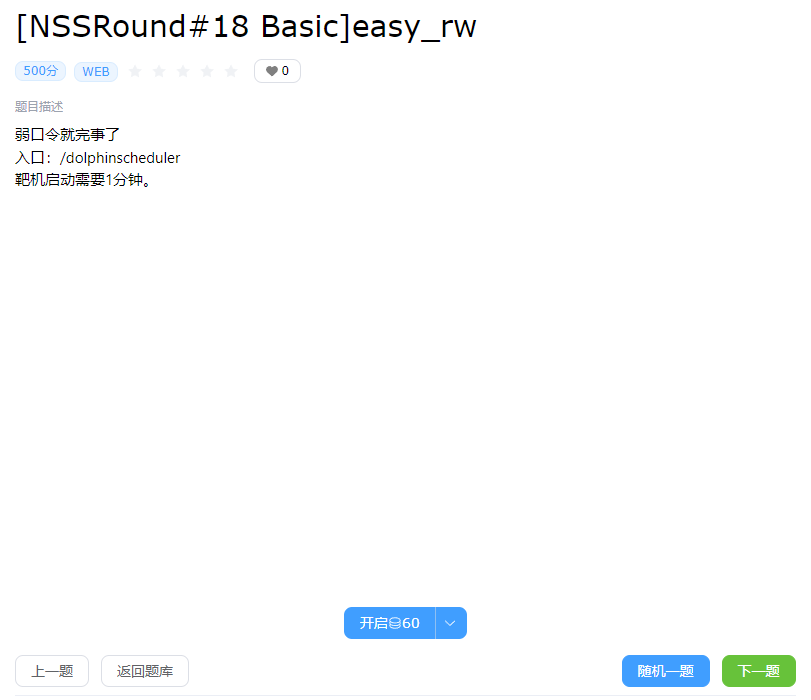 [NSSRound#18 Basic]easy_rw
500分 WEB 0
题目描述
弱口令就完事了
入口：/dolphinscheduler
靶机启动需要1分钟。
开启60
上一题 返回题库 随机一题 下一题